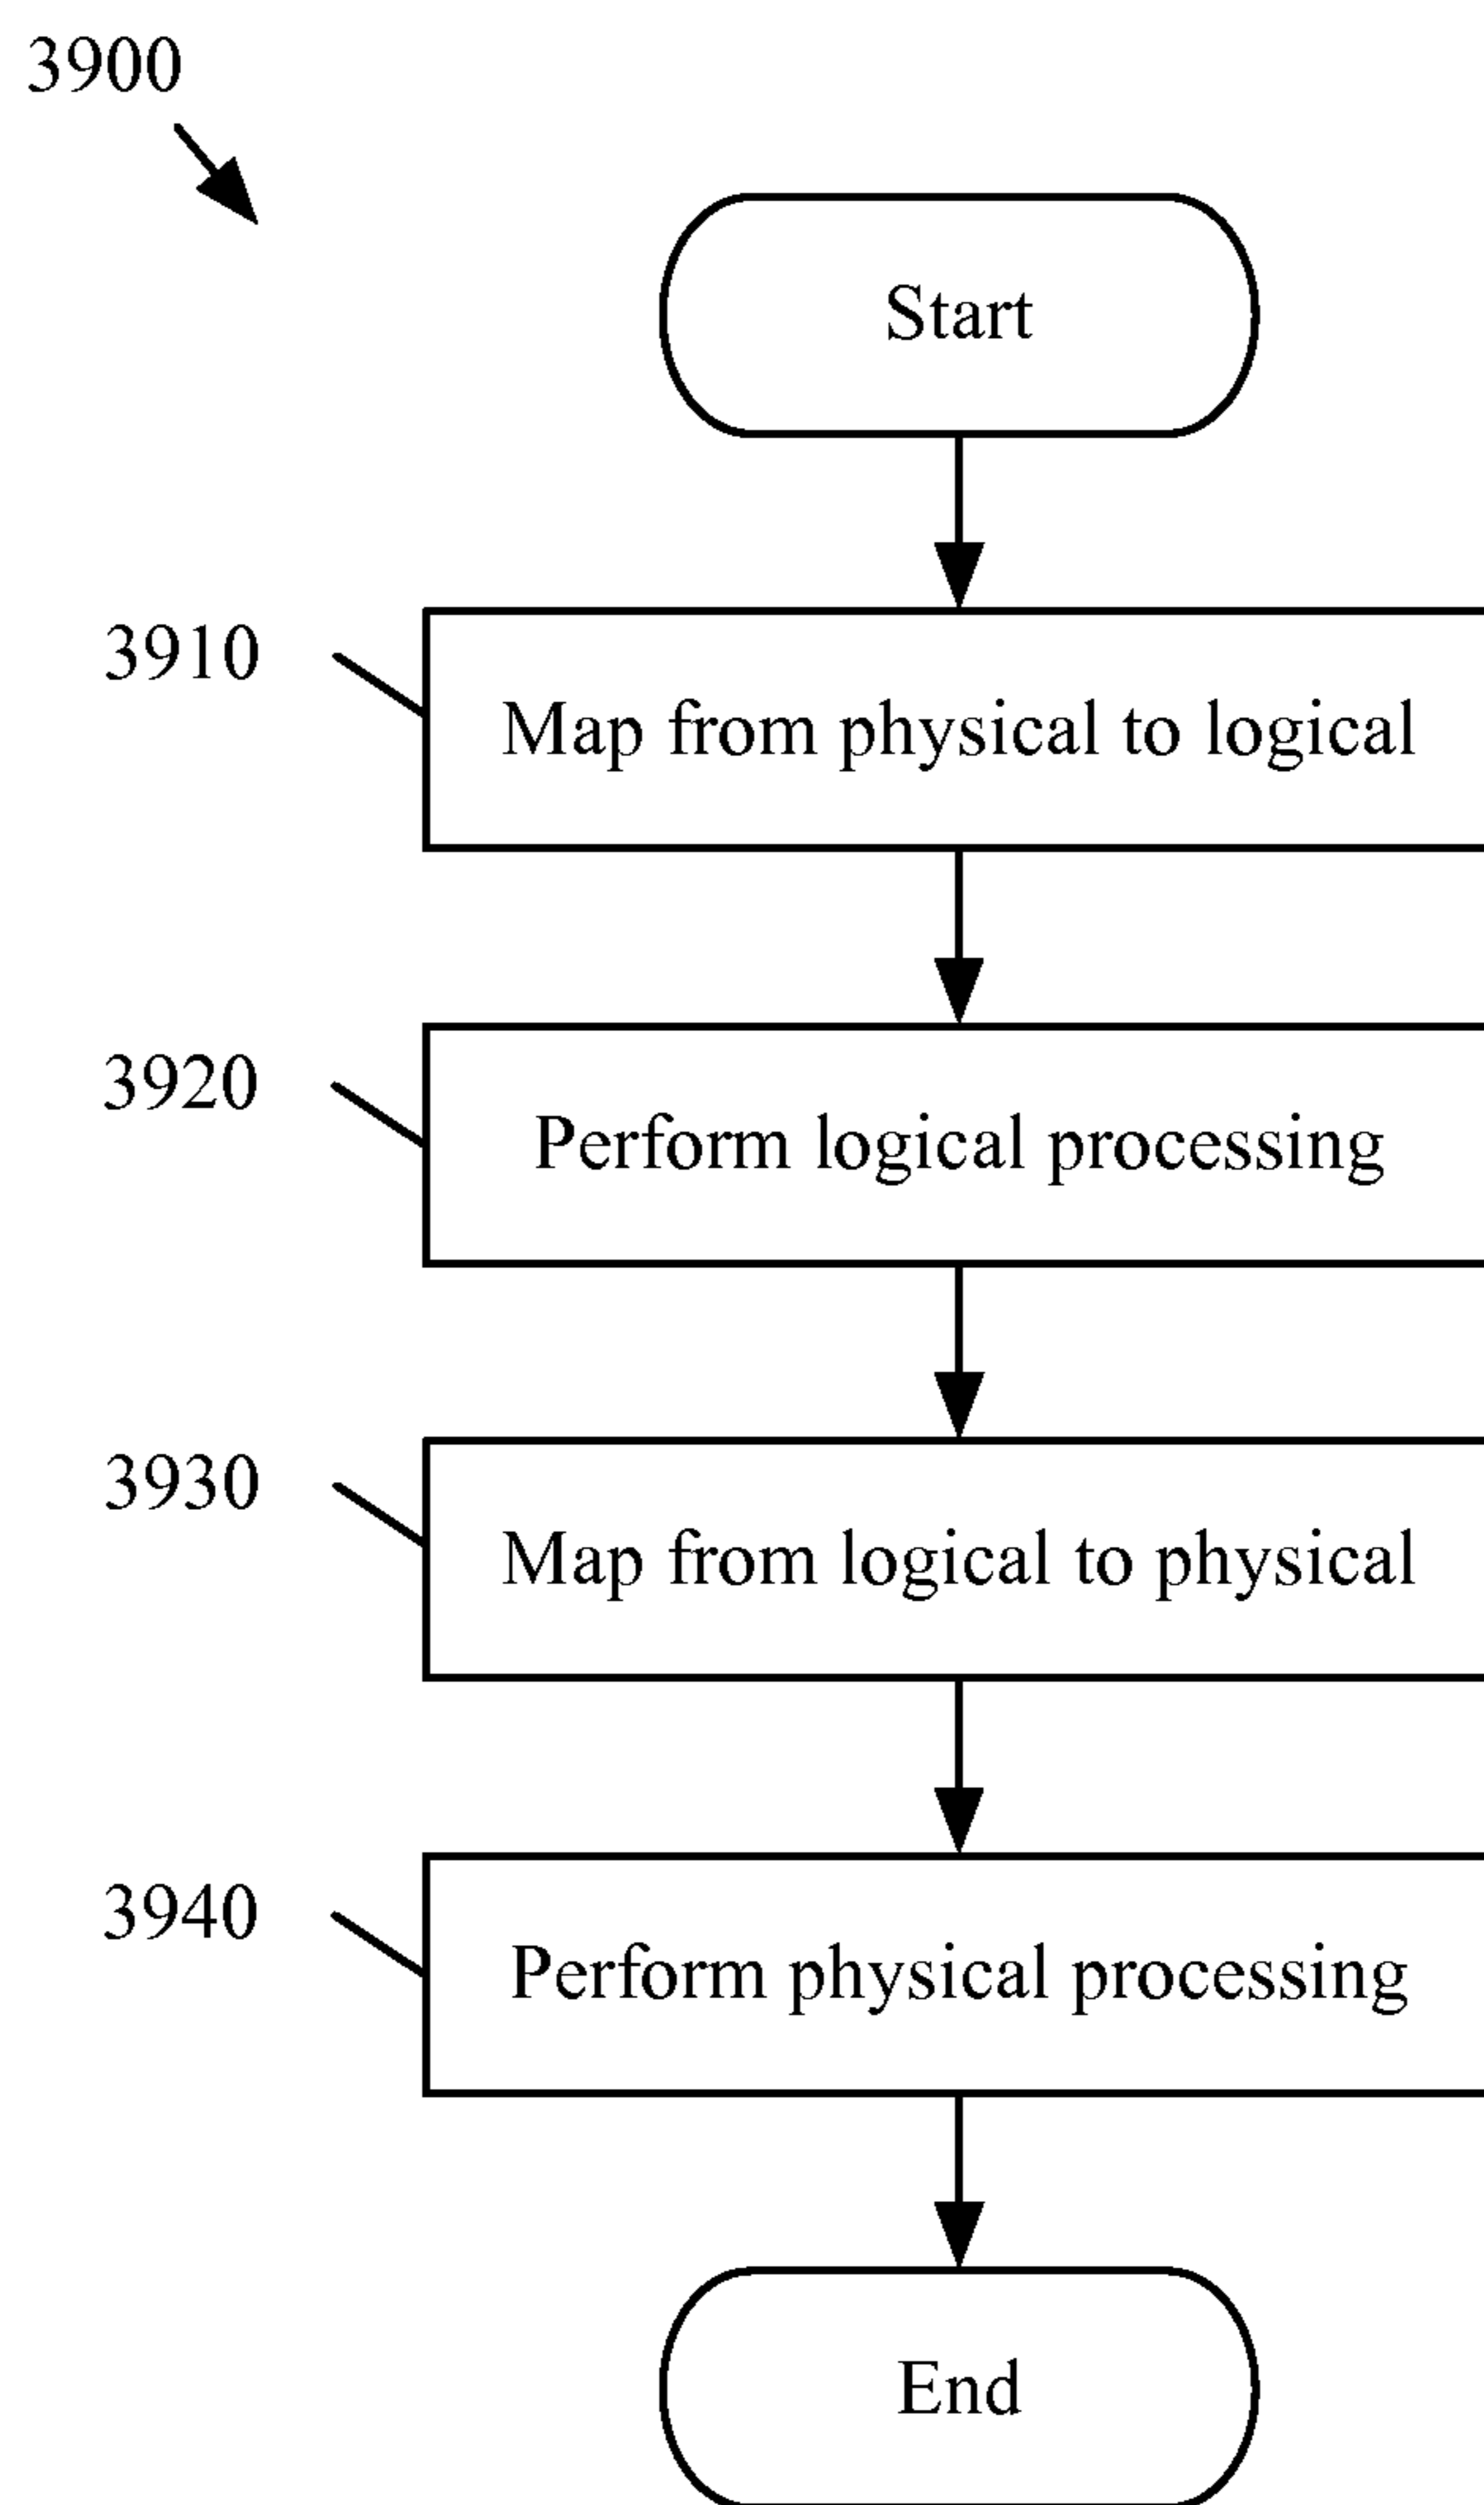 3900
Start
3910
Map from physical to logical
3920
Perform logical processing
3930
Map from logical to physical
3940
Perform physical processing
End